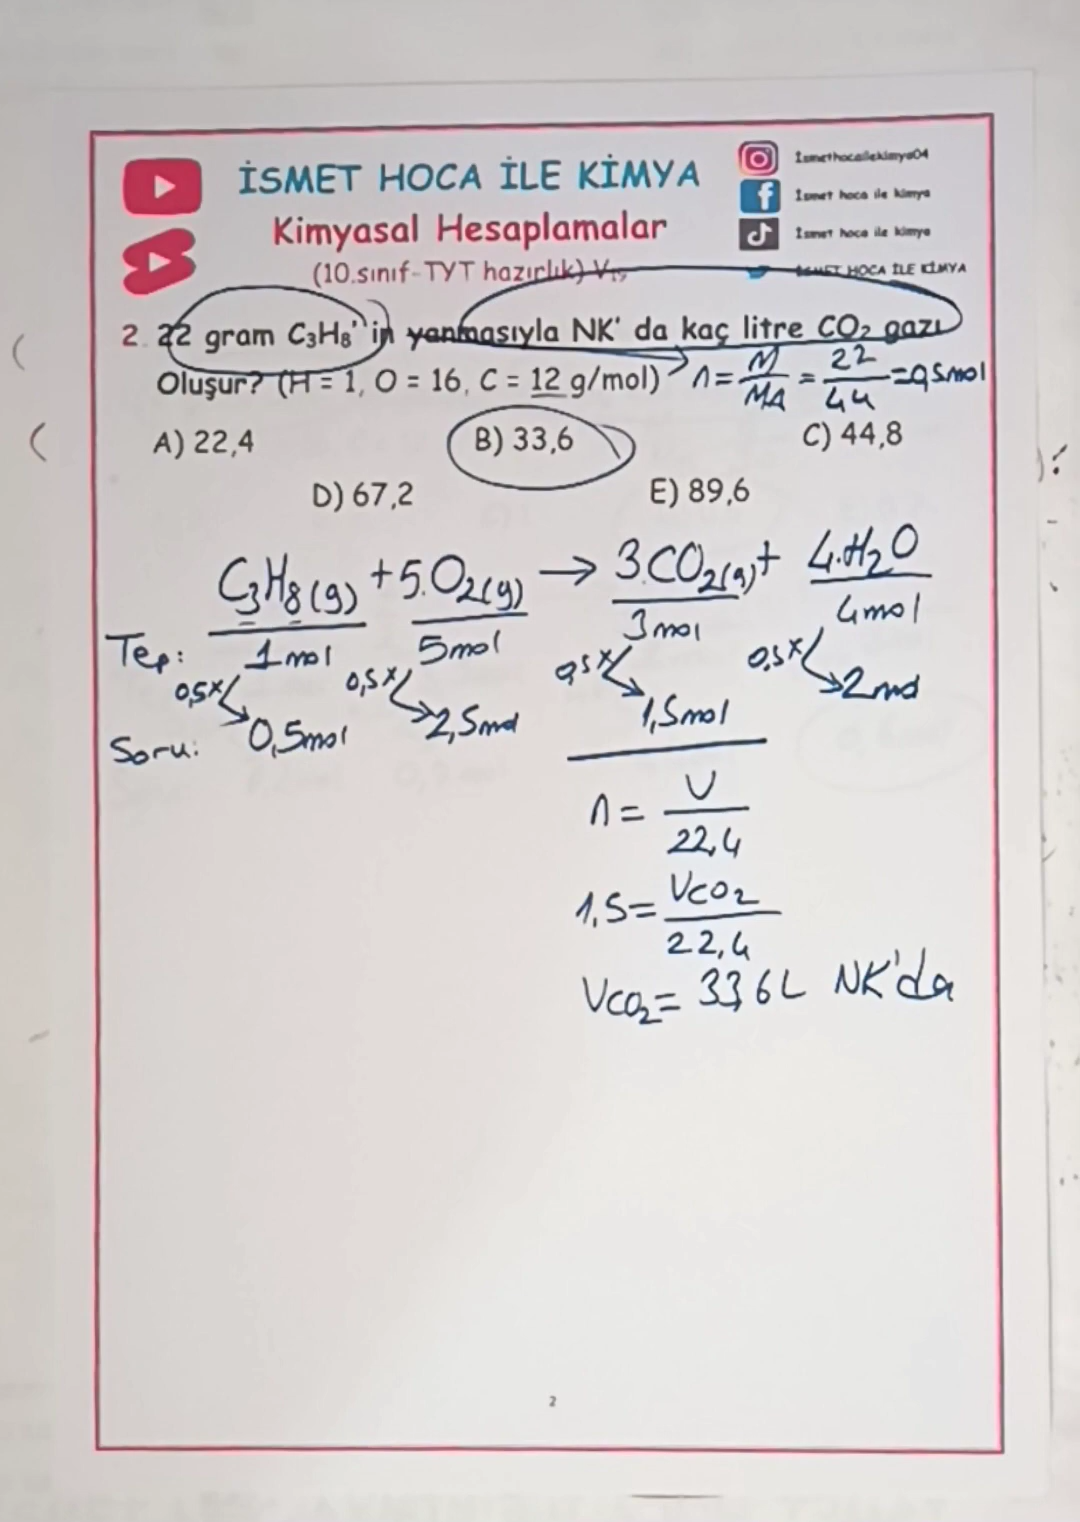 İSMET HOCA İLE KİMYA
Kimyasal Hesaplamalar
(10.sınıf-TYT hazırlık)
İsmethocailekimya04
İsmet hoca ile kimya
İsmet hoca ile kimya
İSMET HOCA İLE KİMYA
2. 22 gram C₃H₈'in yanmasıyla NK' da kaç litre CO₂ gazı
Oluşur? (H = 1, O = 16, C = 12 g/mol) n = M/MA = 22/44 = 0,5mol
A) 22,4 B) 33,6 C) 44,8
D) 67,2 E) 89,6
C₃H₈(g) + 5.O₂(g) → 3.CO₂(g) + 4.H₂O
Tep: 1mol 5mol 3mol 4mol
0,5x 0,5x 0,5x 0,5x
Soru: 0,5mol 2,5mol 1,5mol 2mol
n = V/22,4
1,5 = VCO₂/22,4
VCO₂ = 33,6L NK'da
2